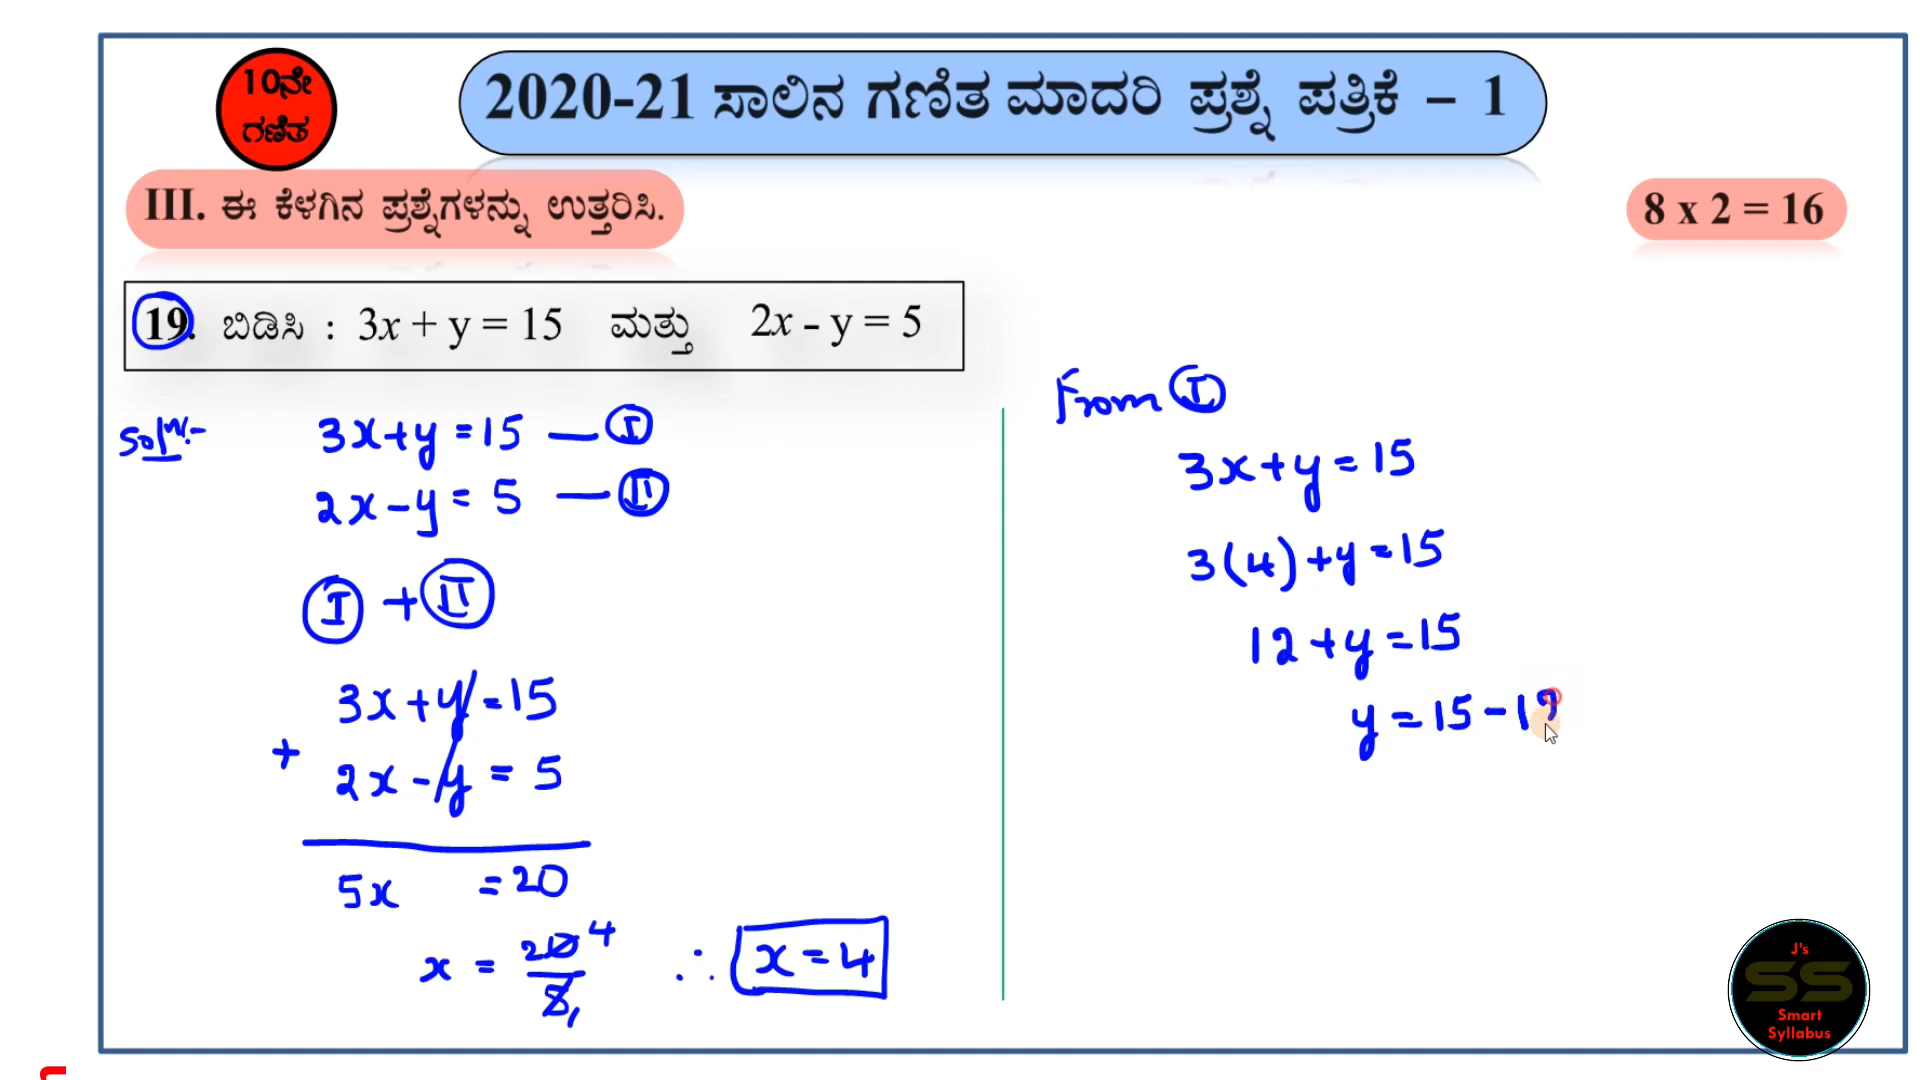 10ನೇ
ಗಣಿತ
2020-21 ಸಾಲಿನ ಗಣಿತ ಮಾದರಿ ಪ್ರಶ್ನೆ ಪತ್ರಿಕೆ – 1
III. ಈ ಕೆಳಗಿನ ಪ್ರಶ್ನೆಗಳನ್ನು ಉತ್ತರಿಸಿ.
8 x 2 = 16
19. ಬಿಡಿಸಿ : 3x + y = 15 ಮತ್ತು 2x - y = 5
Solⁿ:-
3x+y=15 — I
2x-y=5 — II
I + II
3x+y=15
+
2x-y=5
5x =20
x = 20/5 4 1
∴ x=4
From I
3x+y=15
3(4)+y=15
12+y=15
y=15-12
J's
SS
Smart
Syllabus